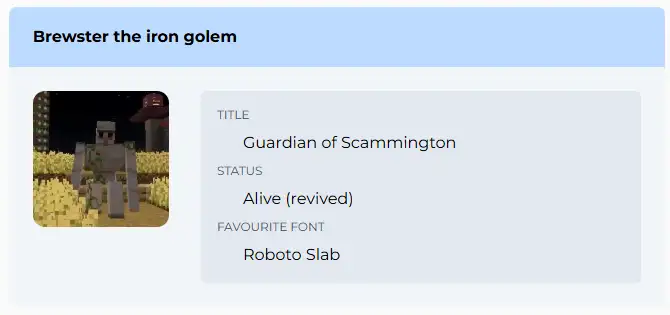 Brewster the iron golem
TITLE
Guardian of Scammington
STATUS
Alive (revived)
FAVOURITE FONT
Roboto Slab